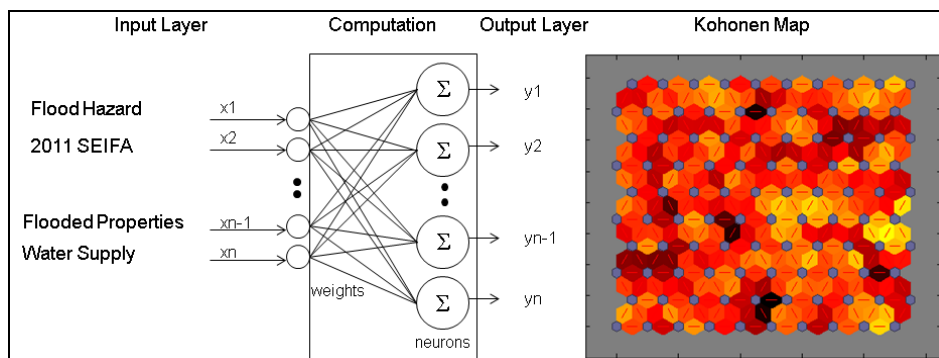 Input Layer Computation Output Layer Kohonen Map
Flood Hazard x1 Σ y1
2011 SEIFA x2 Σ y2
Flooded Properties xn-1 Σ yn-1
Water Supply xn
weights Σ yn
neurons